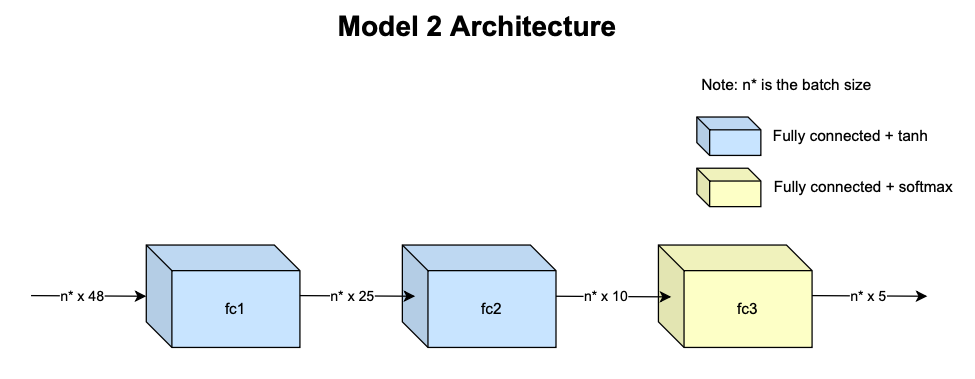 Model 2 Architecture
Note: n* is the batch size
Fully connected + tanh
Fully connected + softmax
n* x 48
fc1
n* x 25
fc2
n* x 10
fc3
n* x 5